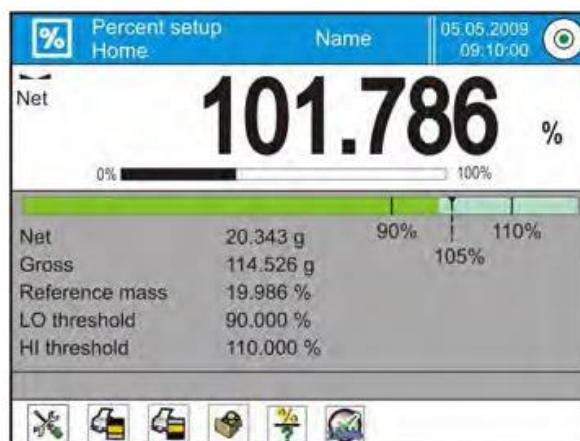 % Percent setup Name 05.05.2009
Home 09:10:00
Net
101.786 %
0% 100%
Net 20.343 g 90% 110%
105%
Gross 114.526 g
Reference mass 19.986 %
LO threshold 90.000 %
HI threshold 110.000 %
%
?